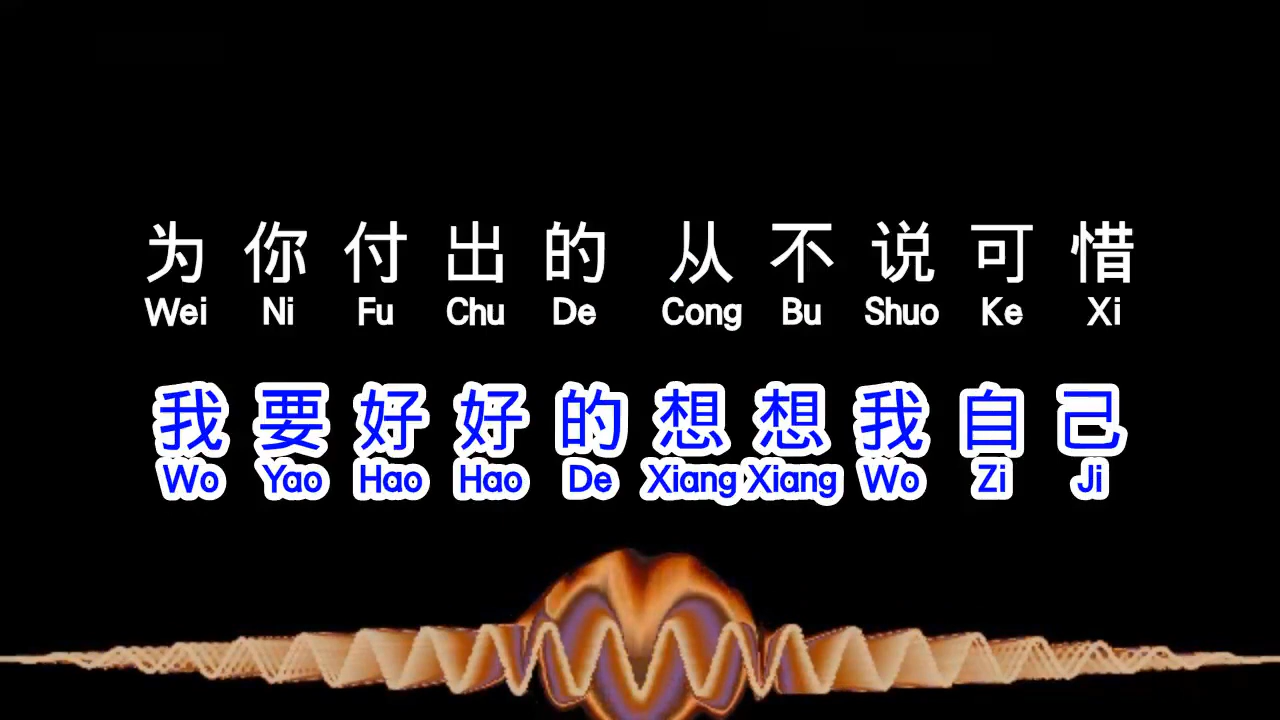 为 你 付 出 的 从 不 说 可 惜
Wei Ni Fu Chu De Cong Bu Shuo Ke Xi
我 要 好 好 的 想 想 我 自 己
Wo Yao Hao Hao De Xiang Xiang Wo Zi Ji